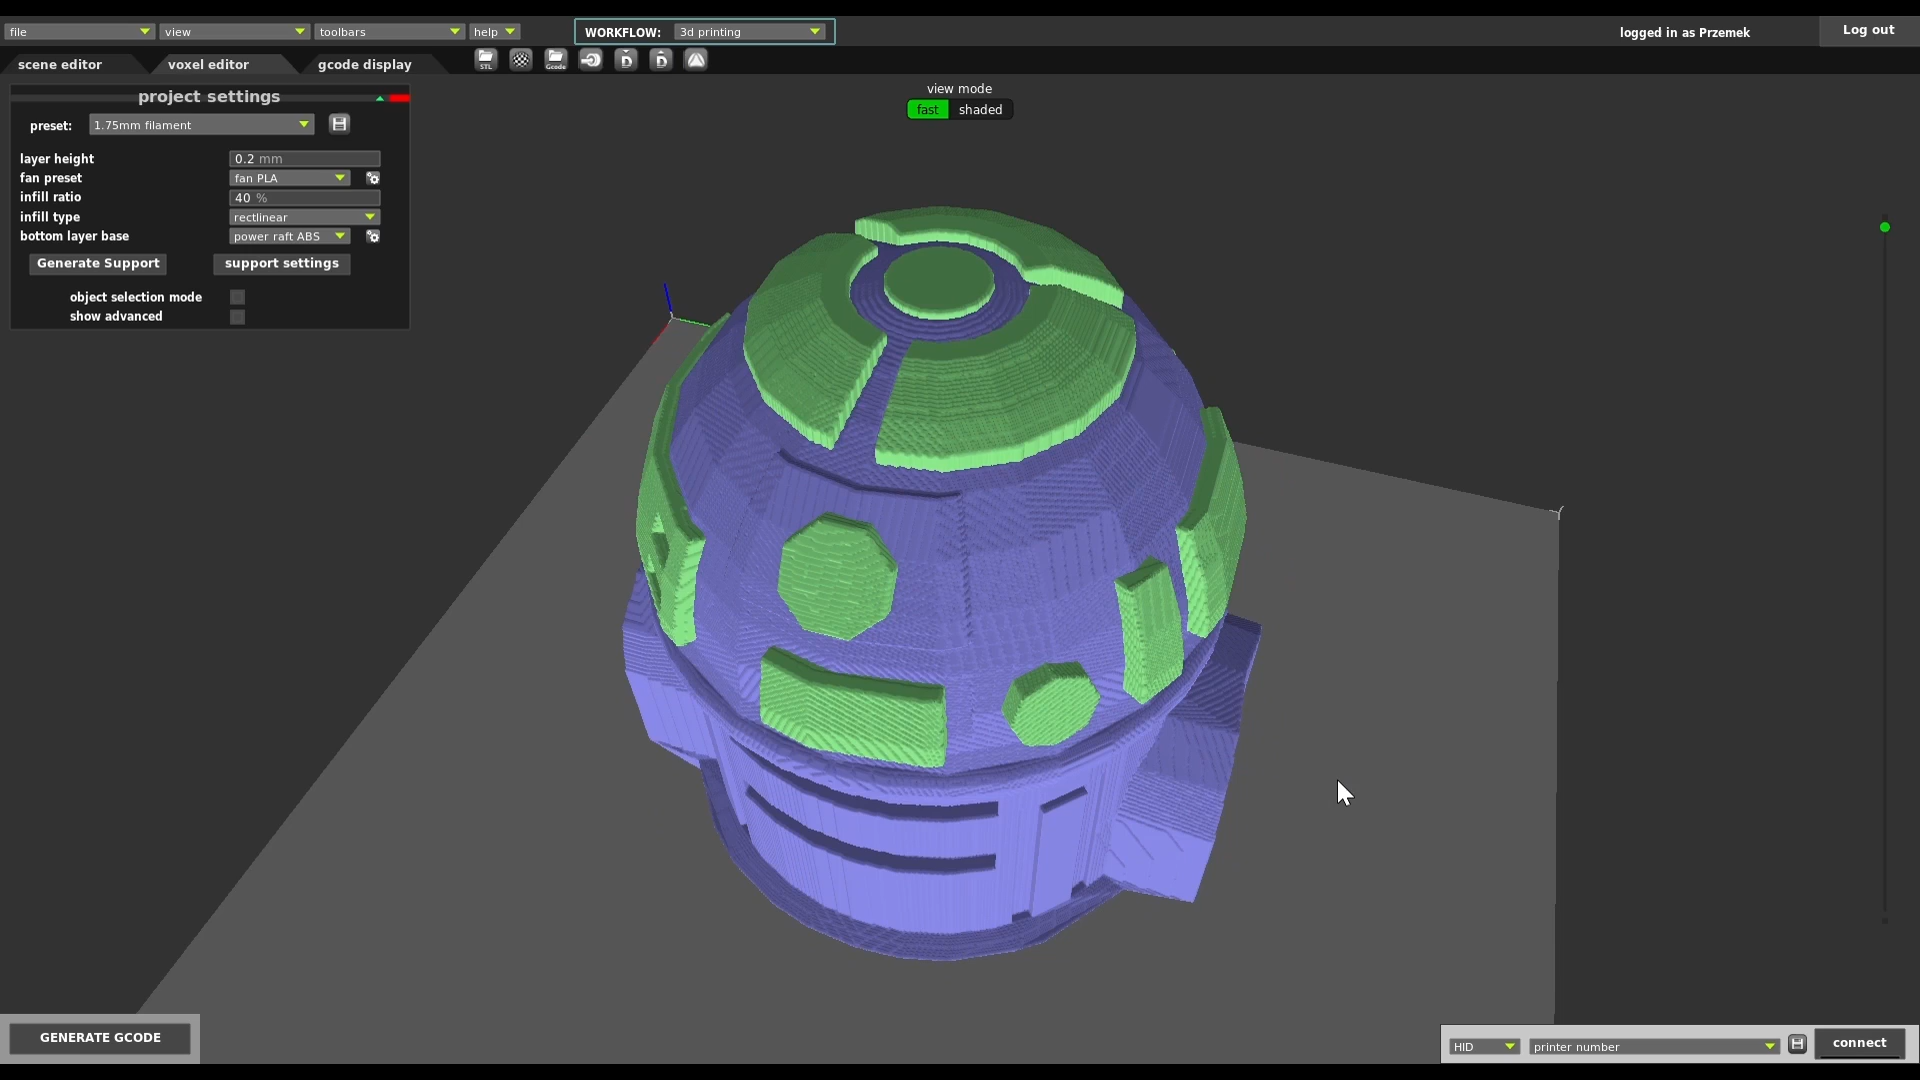 file view toolbars help WORKFLOW: 3d printing logged in as Przemek Log out
scene editor voxel editor gcode display STL Gcode
project settings
preset: 1.75mm filament
layer height 0.2 mm
fan preset fan PLA
infill ratio 40 %
infill type rectlinear
bottom layer base power raft ABS
Generate Support support settings
object selection mode
show advanced
view mode
fast shaded
GENERATE GCODE
HID printer number connect